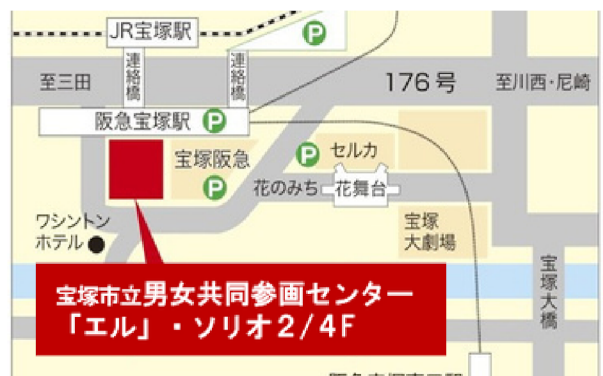 JR宝塚駅
P
連絡橋
連絡橋
至三田
176号
至川西・尼崎
阪急宝塚駅 P
宝塚阪急
P
P
セルカ
花のみち
花舞台
ワシントン
ホテル
宝塚
大劇場
宝塚大橋
宝塚市立男女共同参画センター
「エル」・ソリオ2/4F